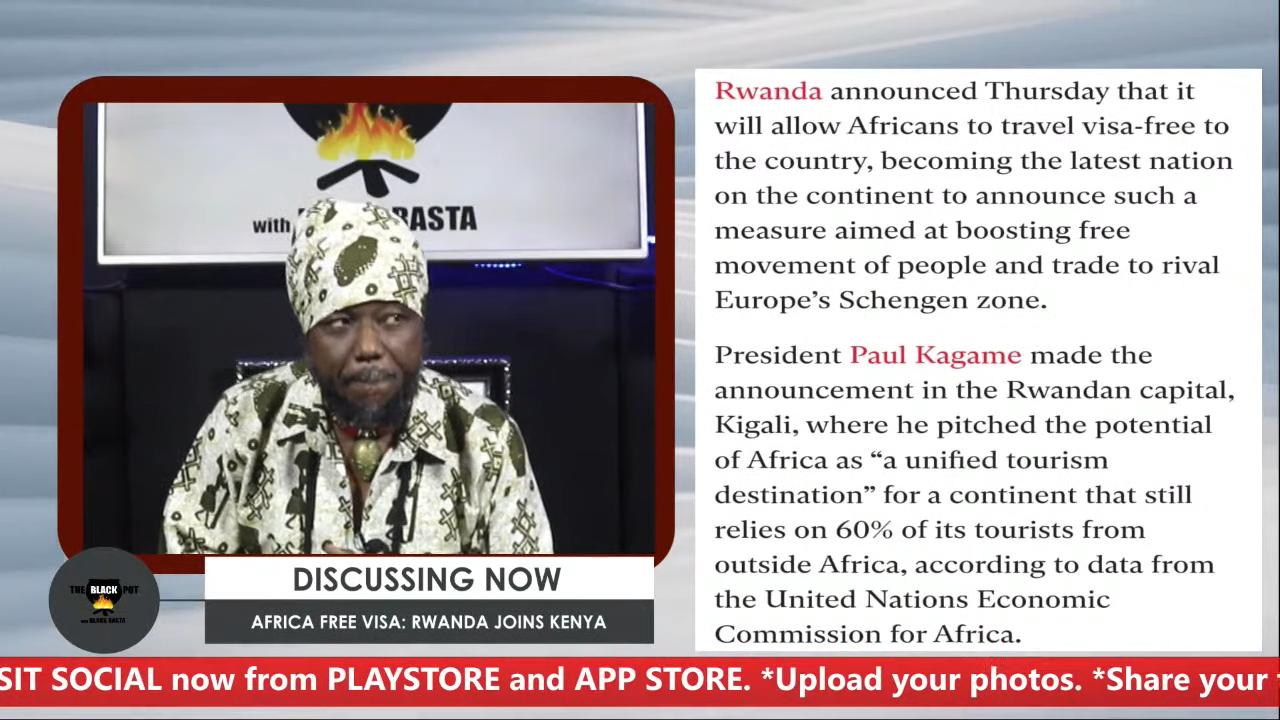 with BLAKK RASTA
Rwanda announced Thursday that it
will allow Africans to travel visa-free to
the country, becoming the latest nation
on the continent to announce such a
measure aimed at boosting free
movement of people and trade to rival
Europe’s Schengen zone.
President Paul Kagame made the
announcement in the Rwandan capital,
Kigali, where he pitched the potential
of Africa as “a unified tourism
destination” for a continent that still
relies on 60% of its tourists from
outside Africa, according to data from
the United Nations Economic
Commission for Africa.
THE BLACK POT
with BLAKK RASTA
DISCUSSING NOW
AFRICA FREE VISA: RWANDA JOINS KENYA
SIT SOCIAL now from PLAYSTORE and APP STORE. *Upload your photos. *Share your